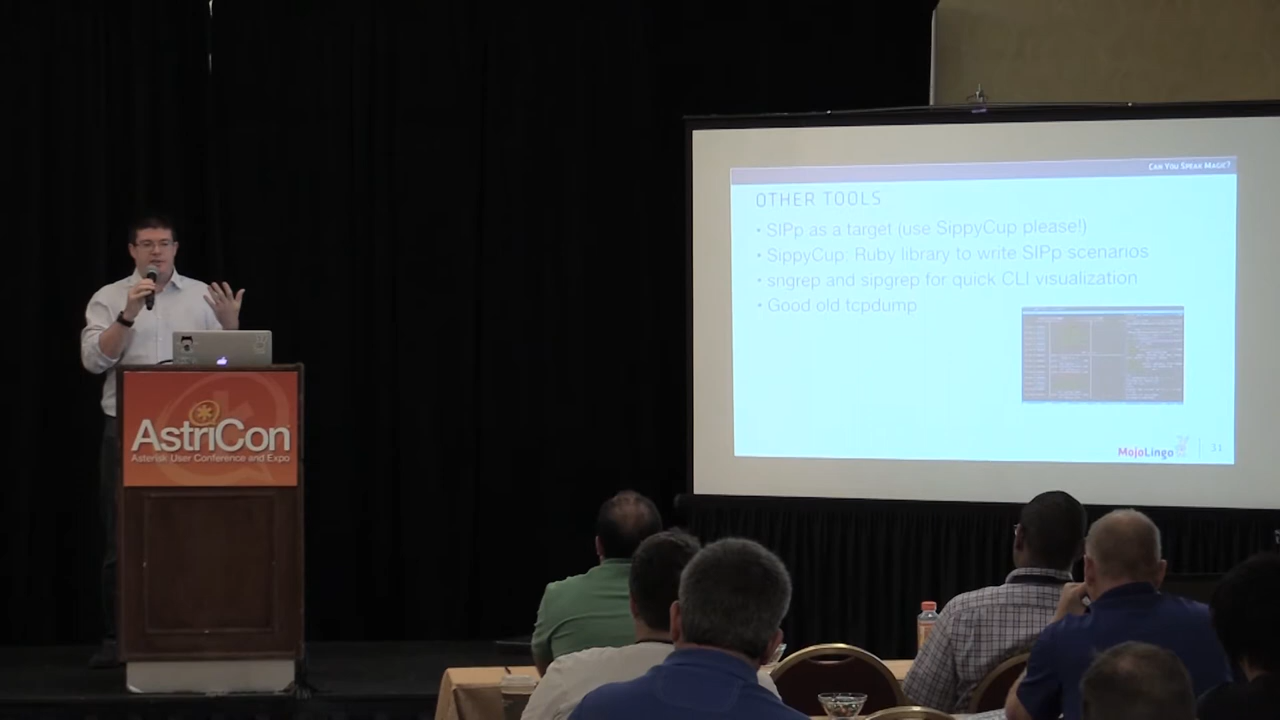 CAN YOU SPEAK MAGIC?
OTHER TOOLS
• SIPp as a target (use SippyCup please!)
• SippyCup: Ruby library to write SIPp scenarios
• sngrep and sipgrep for quick CLI visualization
• Good old tcpdump
MojoLingo
31
AstriCon
Asterisk User Conference and Expo